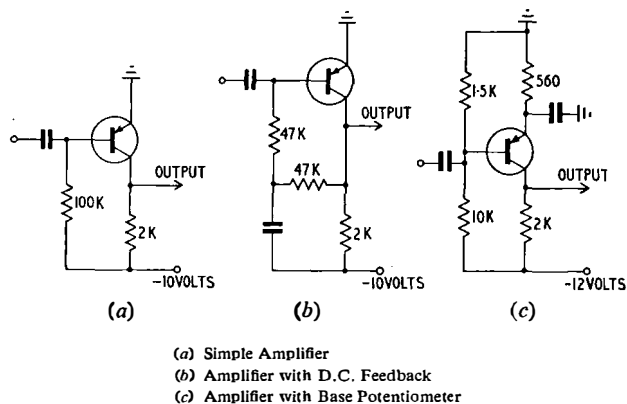 OUTPUT
100K
2K
-10VOLTS
(a)
OUTPUT
47K
47K
2K
-10VOLTS
(b)
1·5K
560
OUTPUT
10K
2K
-12VOLTS
(c)
(a) Simple Amplifier
(b) Amplifier with D.C. Feedback
(c) Amplifier with Base Potentiometer